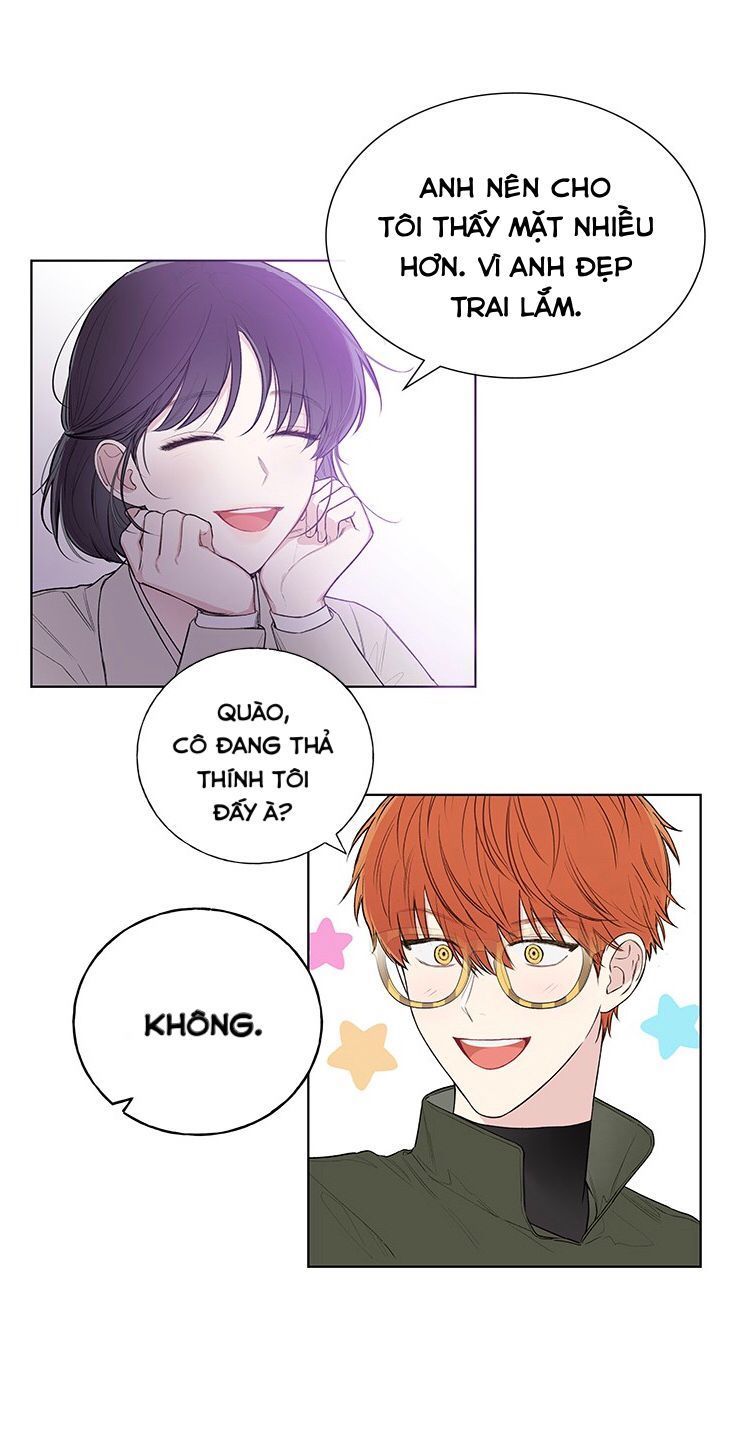 ANH NÊN CHO
TÔI THẤY MẶT NHIỀU
HƠN. VÌ ANH ĐẸP
TRAI LẮM.
QUÀO,
CÔ ĐANG THẢ
THÍNH TÔI
ĐẤY À?
KHÔNG.